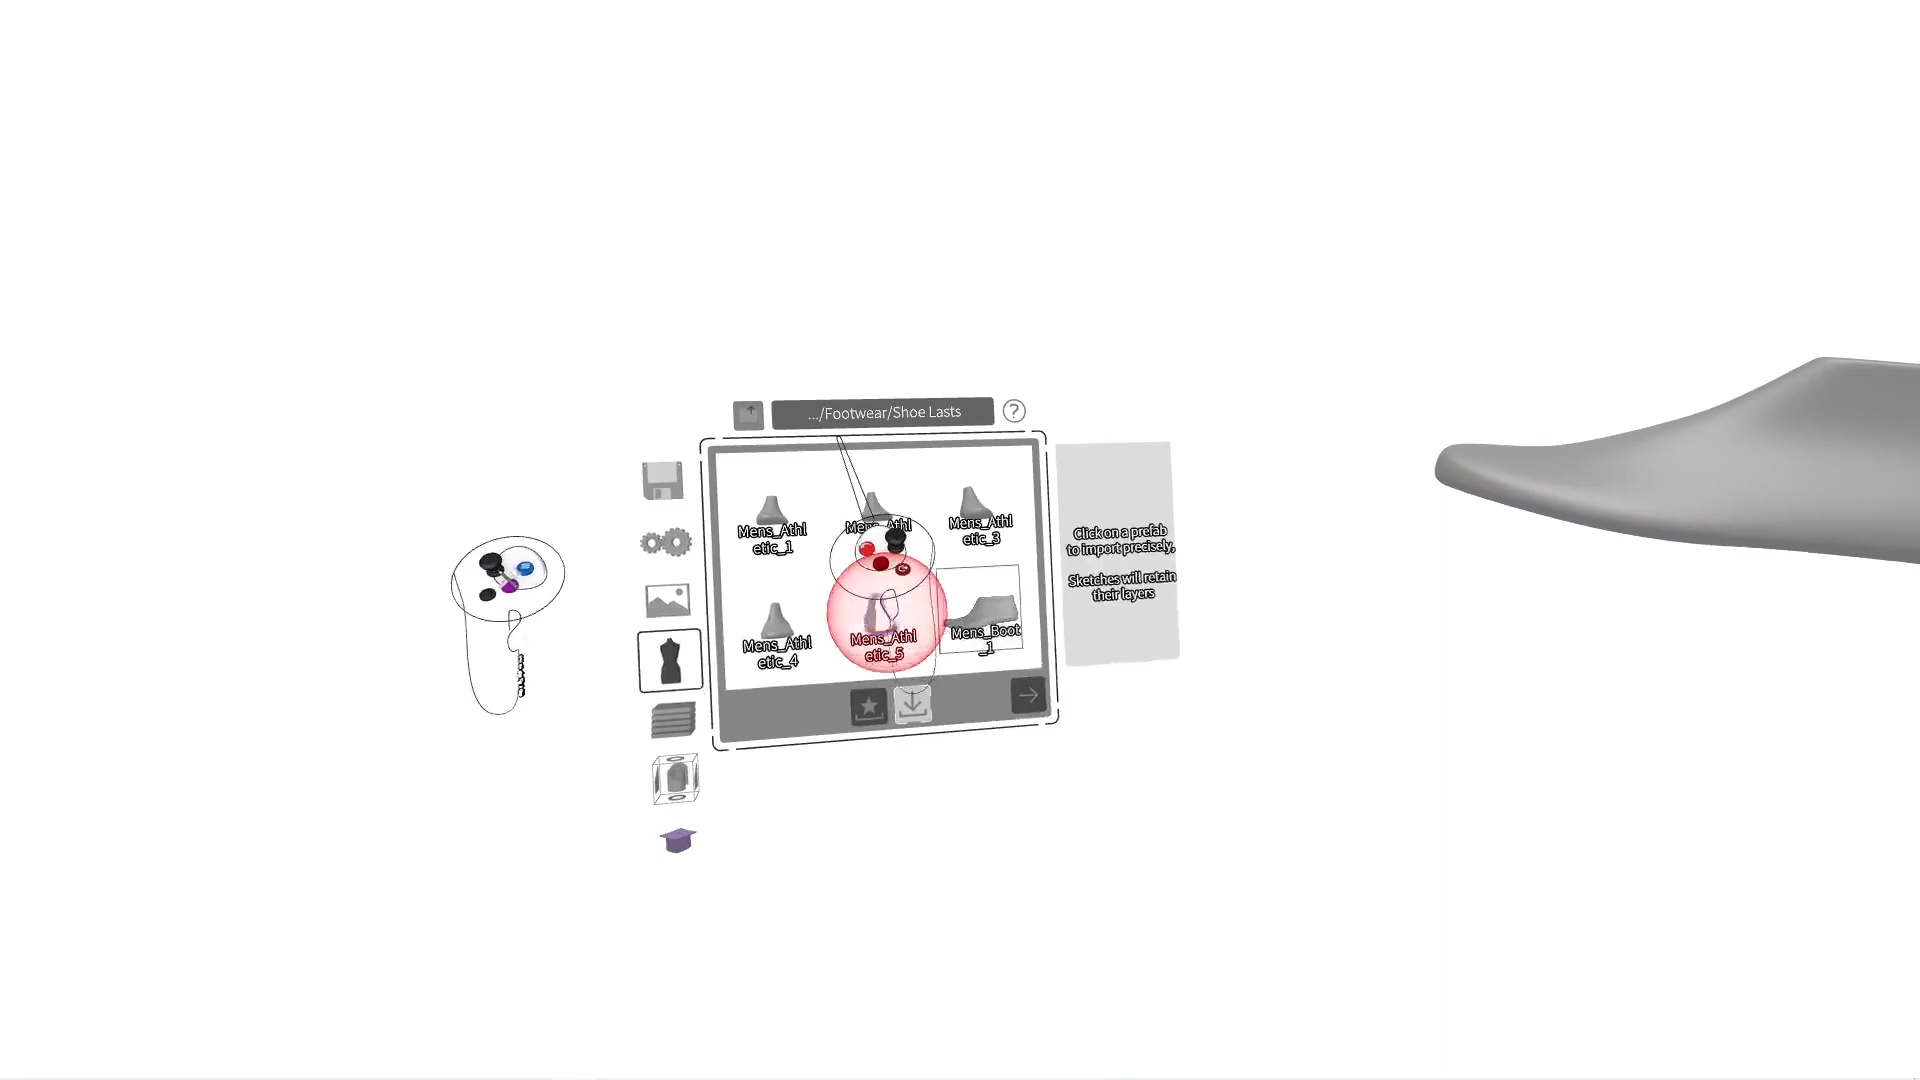 .../Footwear/Shoe Lasts
?
Mens_Athl
etic_1
Mens_Athl
Mens_Athl
etic_3
Mens_Athl
etic_4
Mens_Athl
etic_5
Mens_Boot
_1
Click on a prefab
to import precisely,
Sketches will retain
their layers